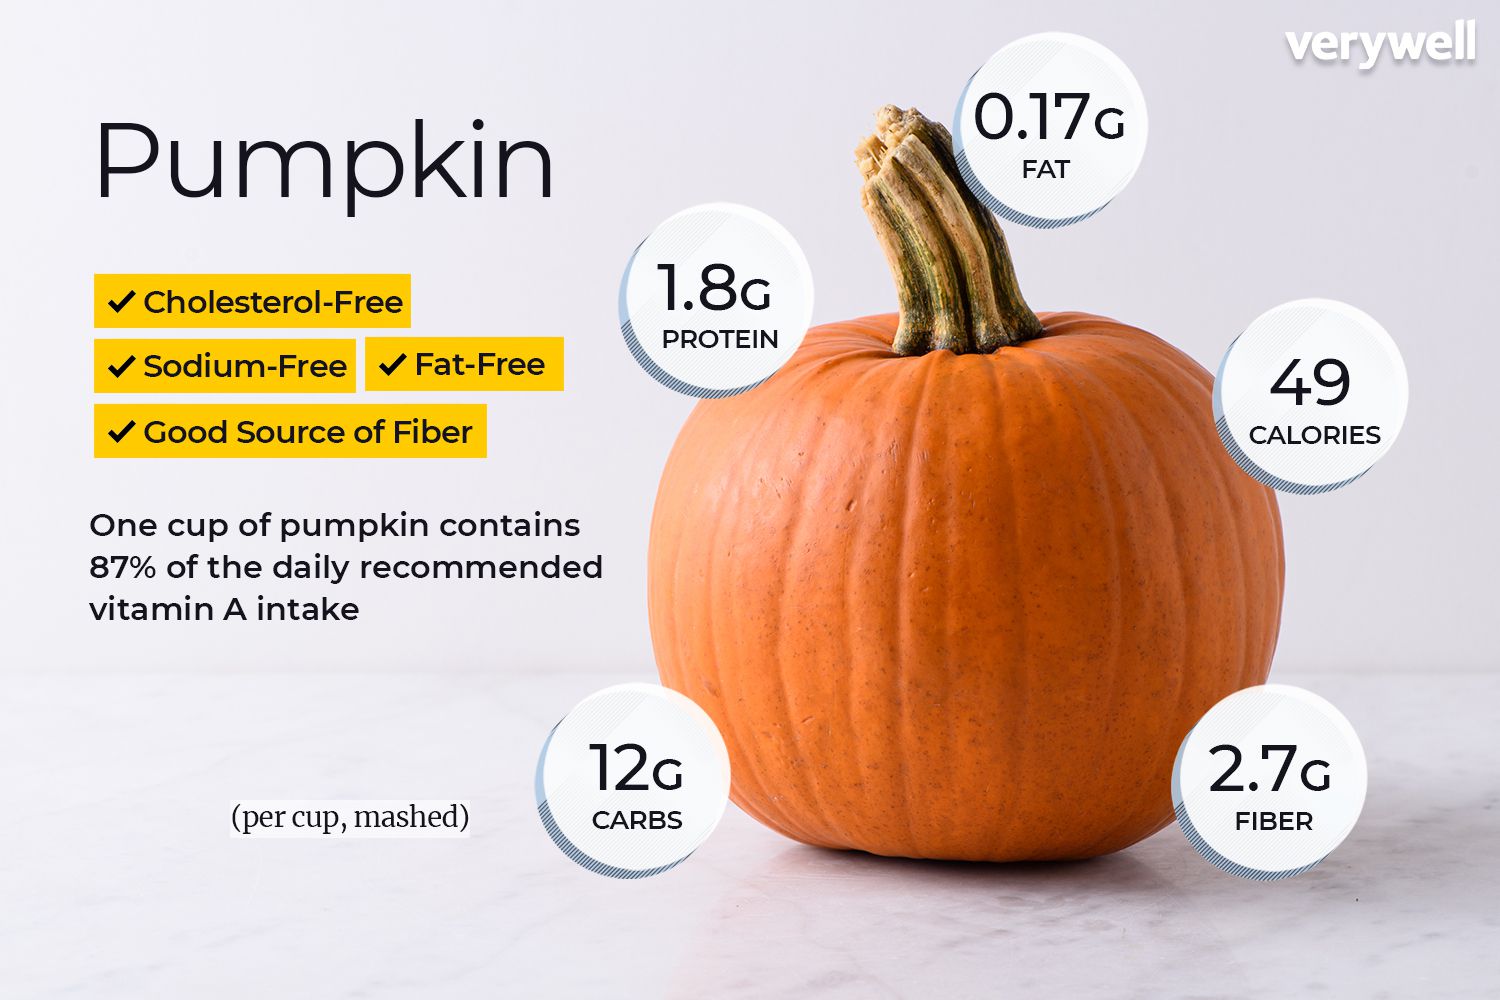 verywell
Pumpkin
Cholesterol-Free
Sodium-Free
Fat-Free
Good Source of Fiber
One cup of pumpkin contains
87% of the daily recommended
vitamin A intake
(per cup, mashed)
0.17G
FAT
1.8G
PROTEIN
49
CALORIES
12G
CARBS
2.7G
FIBER